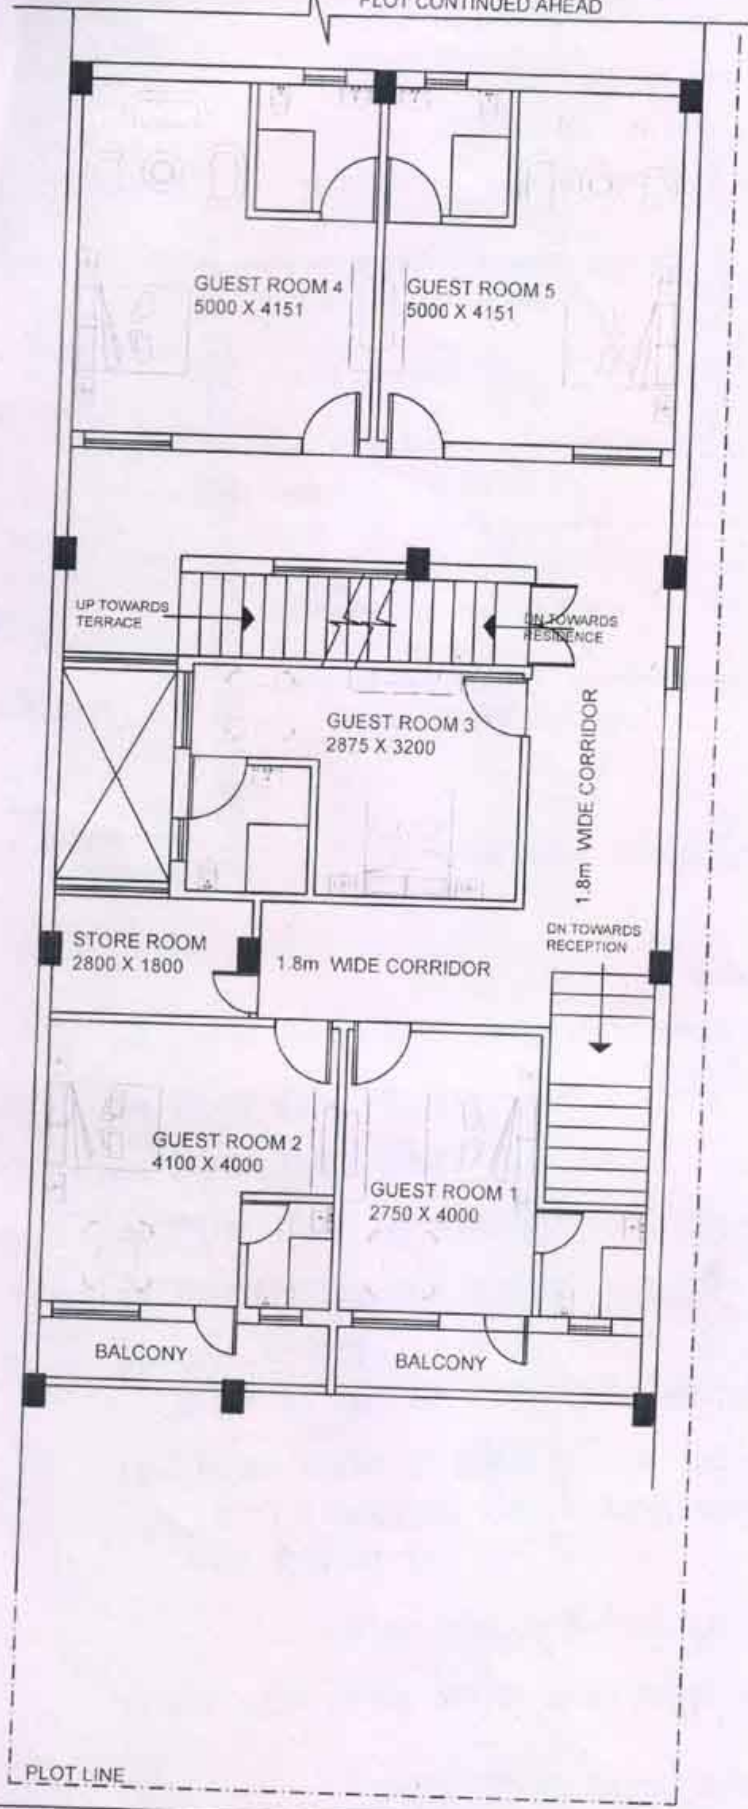 PLOT CONTINUED AHEAD
GUEST ROOM 4
5000 X 4151
GUEST ROOM 5
5000 X 4151
UP TOWARDS
TERRACE
DN TOWARDS
RESIDENCE
GUEST ROOM 3
2875 X 3200
1.8m WIDE CORRIDOR
STORE ROOM
2800 X 1800
1.8m WIDE CORRIDOR
DN TOWARDS
RECEPTION
GUEST ROOM 2
4100 X 4000
GUEST ROOM 1
2750 X 4000
BALCONY
BALCONY
PLOT LINE